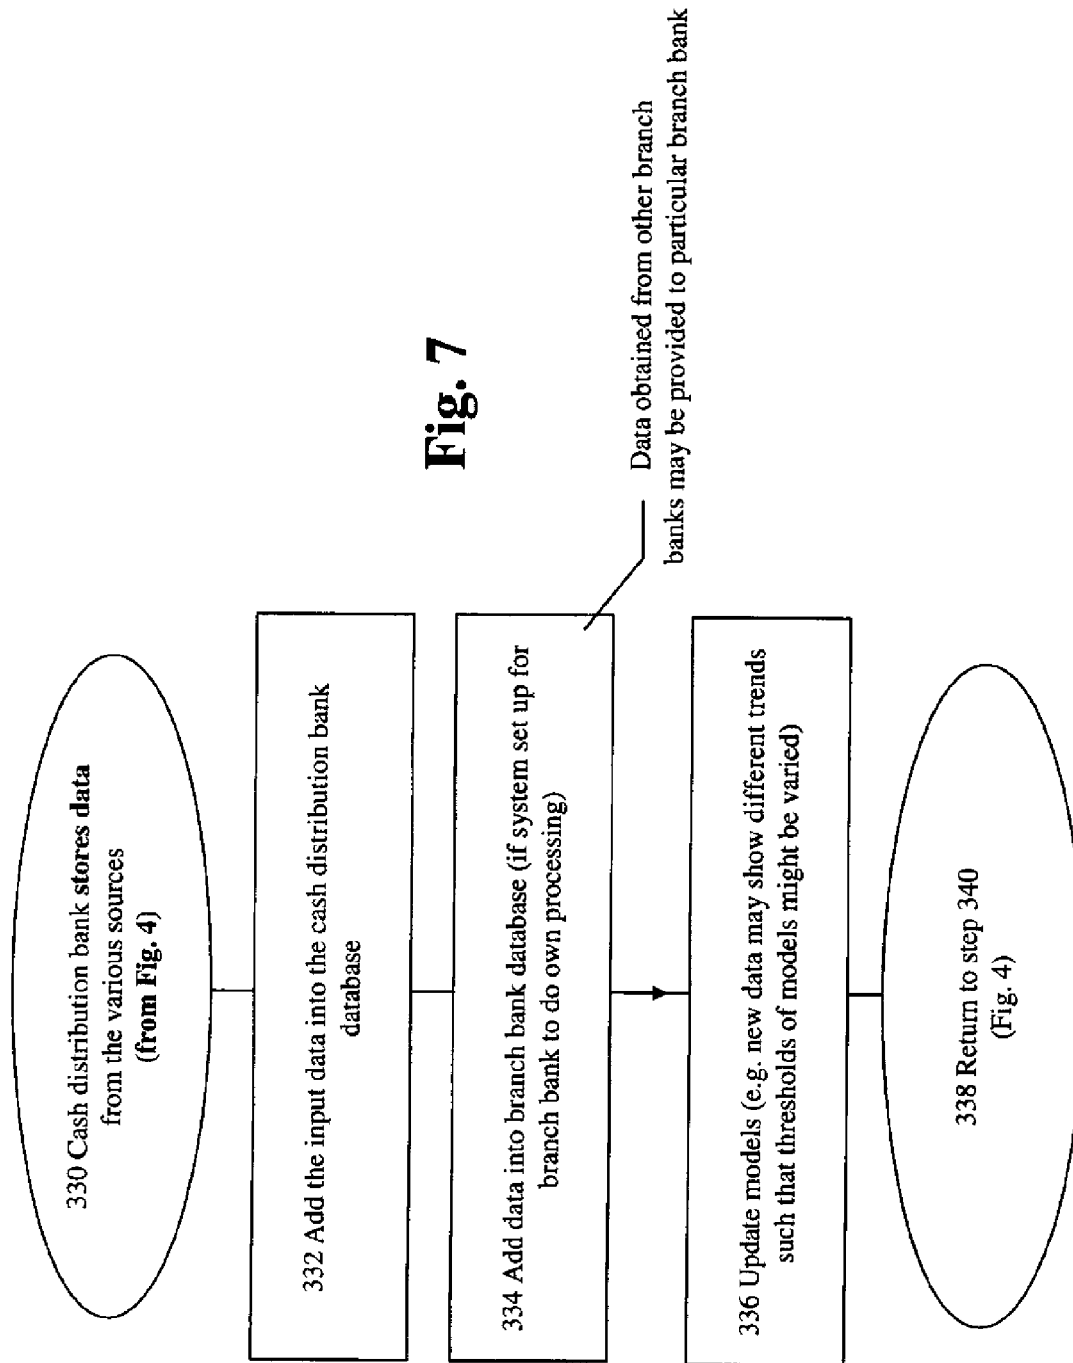 330 Cash distribution bank stores data
from the various sources
(from Fig. 4)
332 Add the input data into the cash distribution bank
database
334 Add data into branch bank database (if system set up for
branch bank to do own processing)
Data obtained from other branch
banks may be provided to particular branch bank
336 Update models (e.g. new data may show different trends
such that thresholds of models might be varied)
338 Return to step 340
(Fig. 4)
Fig. 7